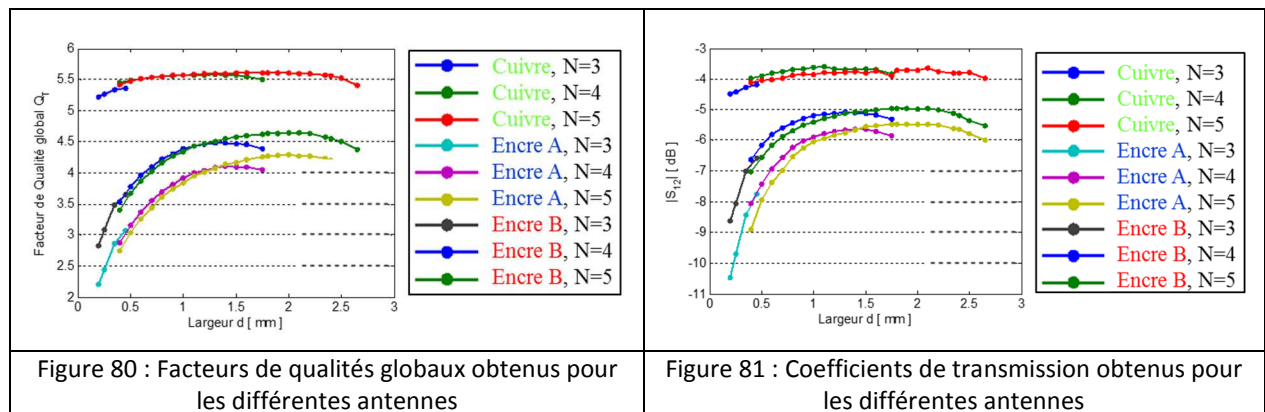 6
5.5
5
4.5
4
3.5
3
2.5
2
Facteur de Qualité global QT
0 0.5 1 1.5 2 2.5 3
Largeur d [ mm ]
Cuivre, N=3
Cuivre, N=4
Cuivre, N=5
Encre A, N=3
Encre A, N=4
Encre A, N=5
Encre B, N=3
Encre B, N=4
Encre B, N=5
Figure 80 : Facteurs de qualités globaux obtenus pour
les différentes antennes
-3
-4
-5
-6
-7
-8
-9
-10
-11
|S12| [ dB]
0 0.5 1 1.5 2 2.5 3
Largeur d [ mm ]
Cuivre, N=3
Cuivre, N=4
Cuivre, N=5
Encre A, N=3
Encre A, N=4
Encre A, N=5
Encre B, N=3
Encre B, N=4
Encre B, N=5
Figure 81 : Coefficients de transmission obtenus pour
les différentes antennes